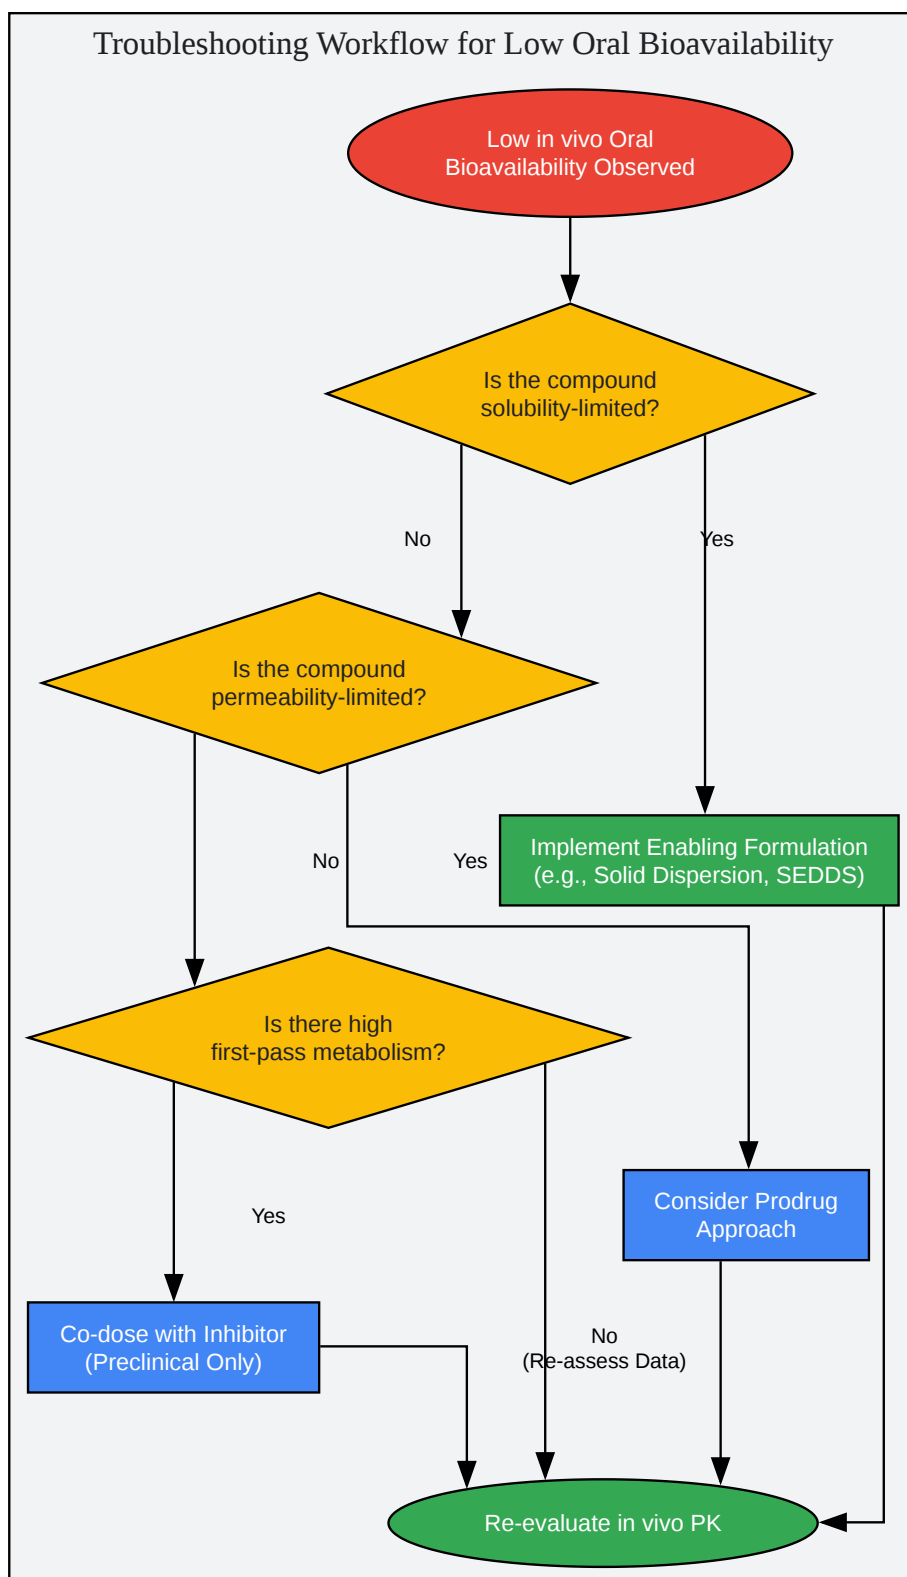 Troubleshooting Workflow for Low Oral Bioavailability
Low in vivo Oral
Bioavailability Observed
Is the compound
solubility-limited?
No
Yes
Is the compound
permeability-limited?
No
Yes
Implement Enabling Formulation
(e.g., Solid Dispersion, SEDDS)
Is there high
first-pass metabolism?
Consider Prodrug
Approach
Yes
Co-dose with Inhibitor
(Preclinical Only)
No
(Re-assess Data)
Re-evaluate in vivo PK